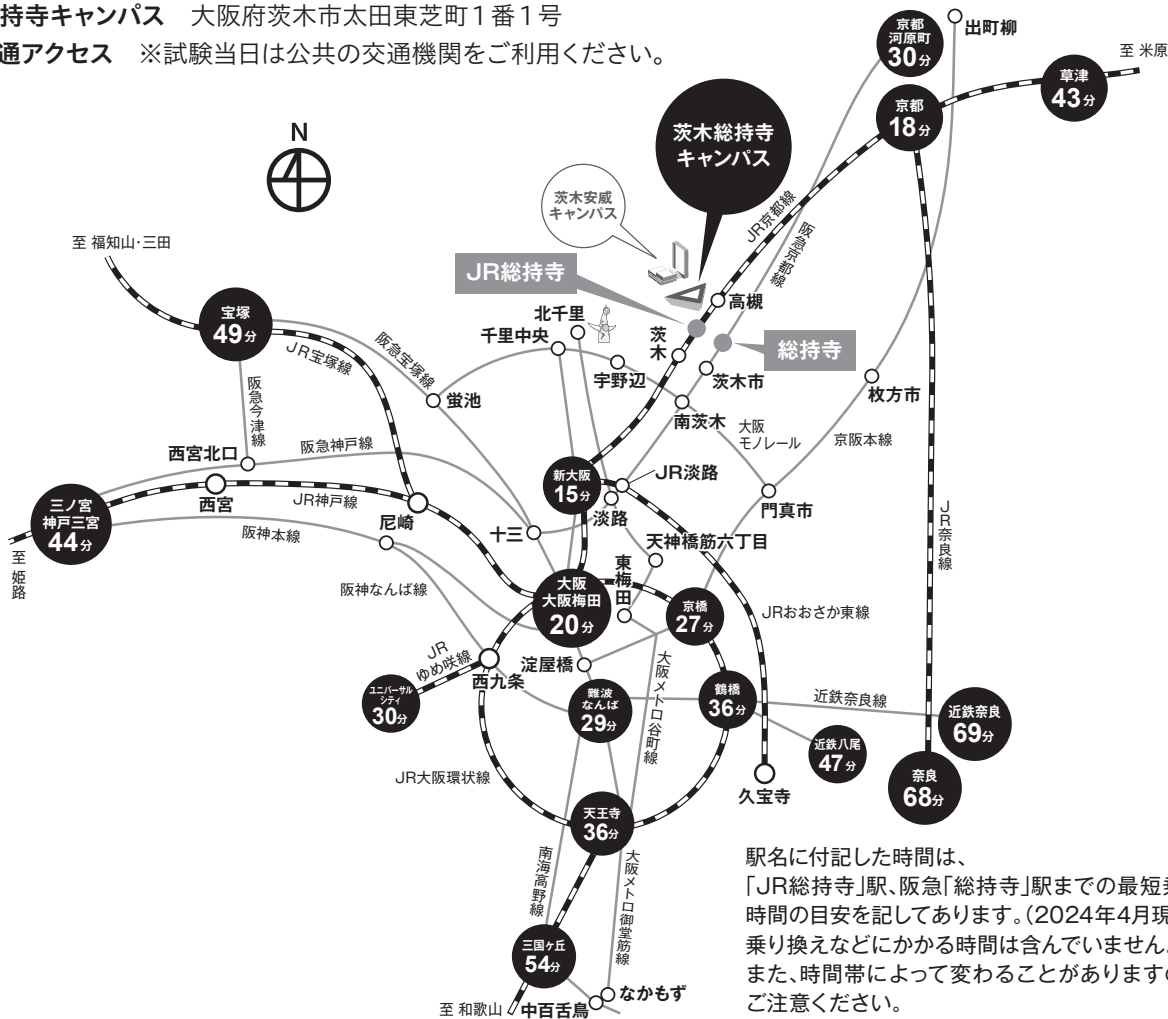 持寺キャンパス　大阪府茨木市太田東芝町1番1号
通アクセス　※試験当日は公共の交通機関をご利用ください。
京都
河原町
30分
出町柳
至 米原
草津
43分
京都
18分
N
茨木総持寺
キャンパス
茨木安威
キャンパス
JR京都線
阪急京都線
至 福知山・三田
JR総持寺
高槻
宝塚
49分
北千里
千里中央
茨木
総持寺
JR宝塚線
阪急宝塚線
宇野辺
茨木市
枚方市
阪急今津線
蛍池
南茨木
大阪
モノレール
京阪本線
西宮北口
阪急神戸線
新大阪
15分
JR淡路
三ノ宮
神戸三宮
44分
西宮
JR神戸線
尼崎
淡路
門真市
JR奈良線
阪神本線
十三
天神橋筋六丁目
至 姫路
阪神なんば線
大阪
大阪梅田
20分
東梅田
京橋
27分
JRおおさか東線
JR
ゆめ咲線
西九条
淀屋橋
大阪メトロ谷町線
ユニバーサル
シティ
30分
難波
なんば
29分
鶴橋
36分
近鉄奈良線
近鉄奈良
69分
近鉄八尾
47分
JR大阪環状線
久宝寺
奈良
68分
天王寺
36分
南海高野線
大阪メトロ御堂筋線
三国ヶ丘
54分
なかもず
至 和歌山
中百舌鳥
駅名に付記した時間は、
「JR総持寺」駅、阪急「総持寺」駅までの最短
時間の目安を記してあります。(2024年4月現
乗り換えなどにかかる時間は含んでいません
また、時間帯によって変わることがありますの
ご注意ください。